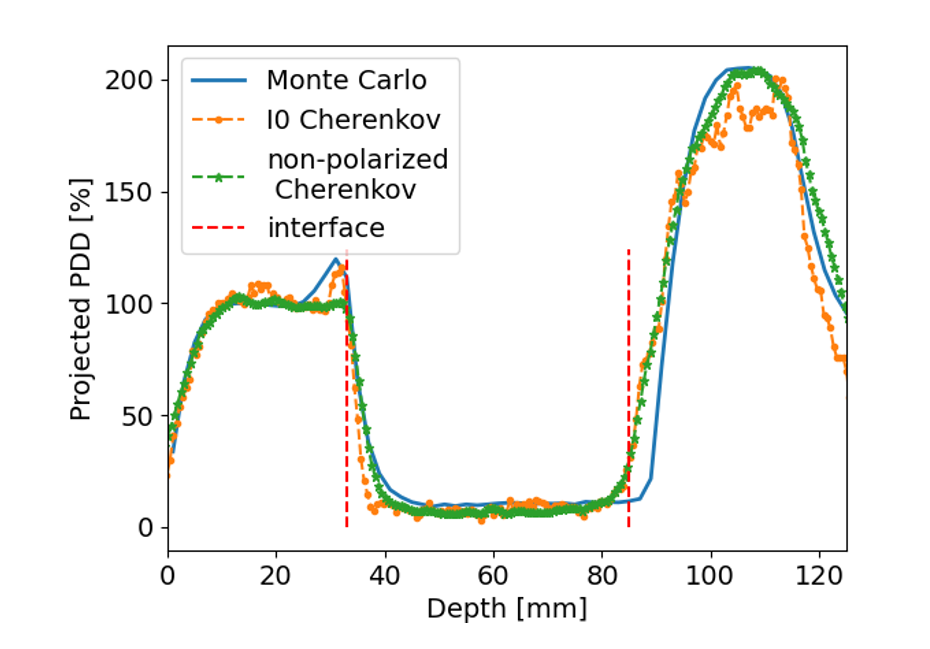 Monte Carlo
I0 Cherenkov
non-polarized
Cherenkov
interface
200
150
100
50
0
Projected PDD [%]
0 20 40 60 80 100 120
Depth [mm]